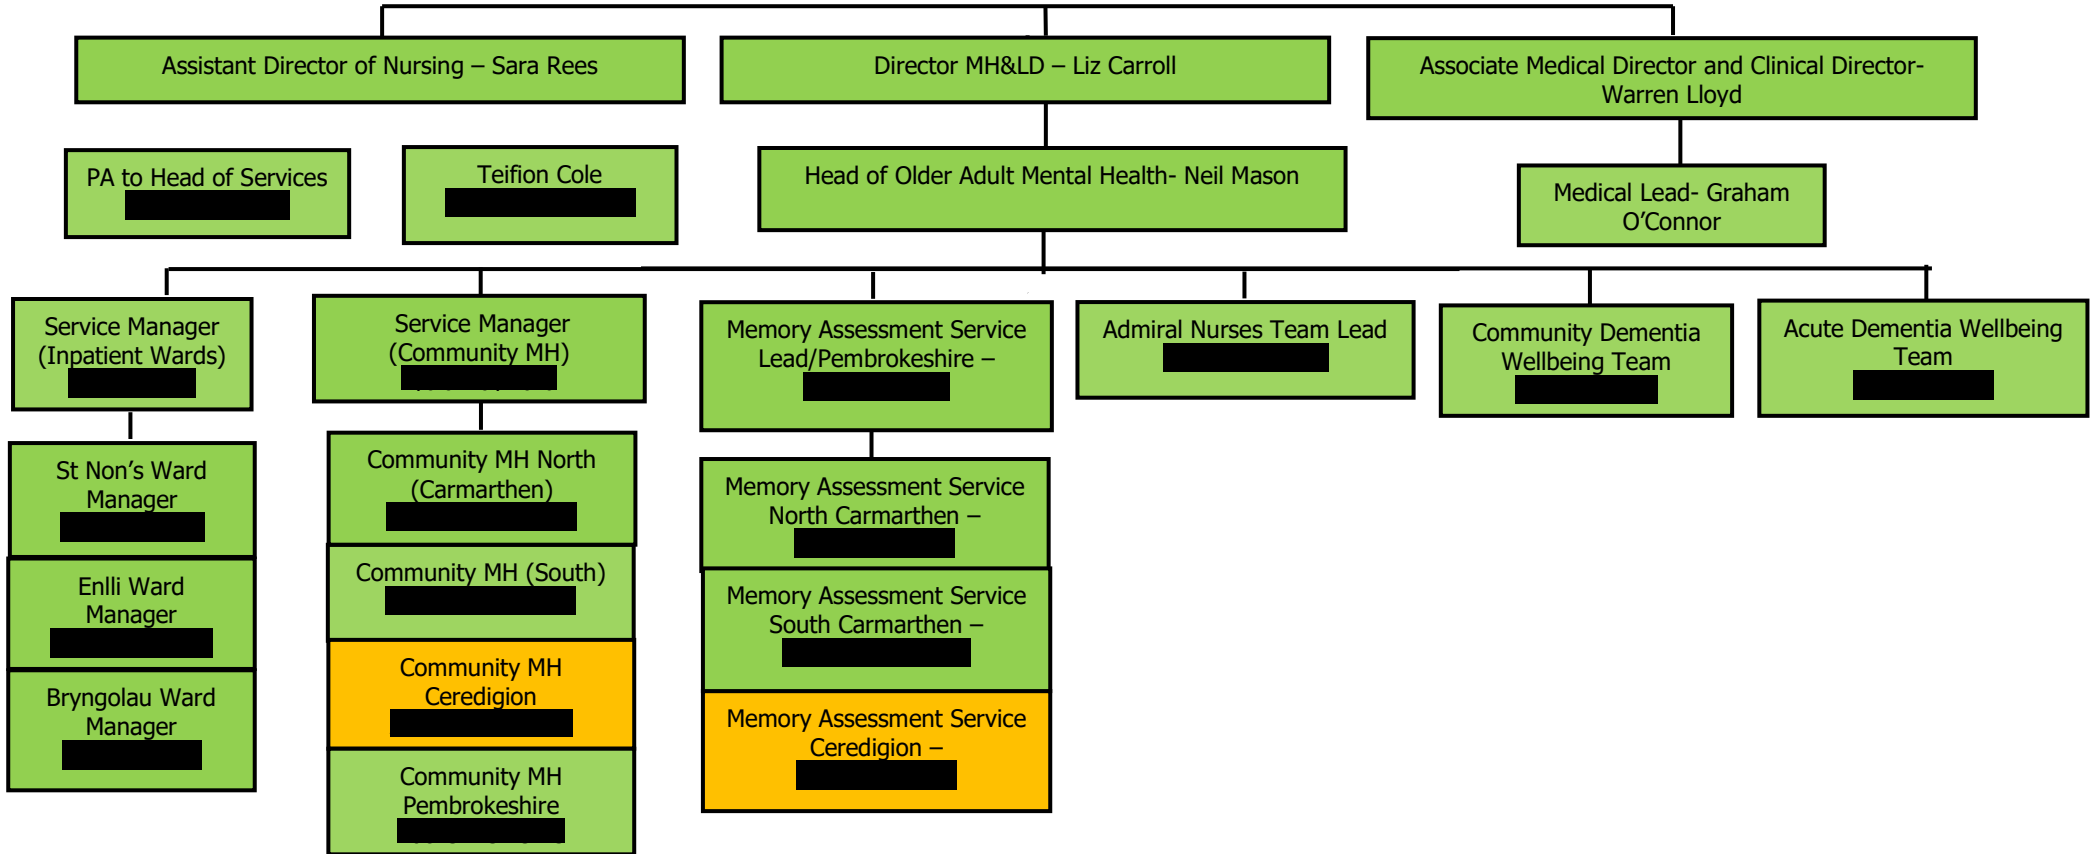 Assistant Director of Nursing – Sara Rees
Director MH&LD – Liz Carroll
Associate Medical Director and Clinical Director-
Warren Lloyd
PA to Head of Services
Teifion Cole
Head of Older Adult Mental Health- Neil Mason
Medical Lead- Graham
O’Connor
Service Manager
(Inpatient Wards)
Service Manager
(Community MH)
Memory Assessment Service
Lead/Pembrokeshire –
Admiral Nurses Team Lead
Community Dementia
Wellbeing Team
Acute Dementia Wellbeing
Team
St Non’s Ward
Manager
Enlli Ward
Manager
Bryngolau Ward
Manager
Community MH North
(Carmarthen)
Community MH (South)
Community MH
Ceredigion
Community MH
Pembrokeshire
Memory Assessment Service
North Carmarthen –
Memory Assessment Service
South Carmarthen –
Memory Assessment Service
Ceredigion –